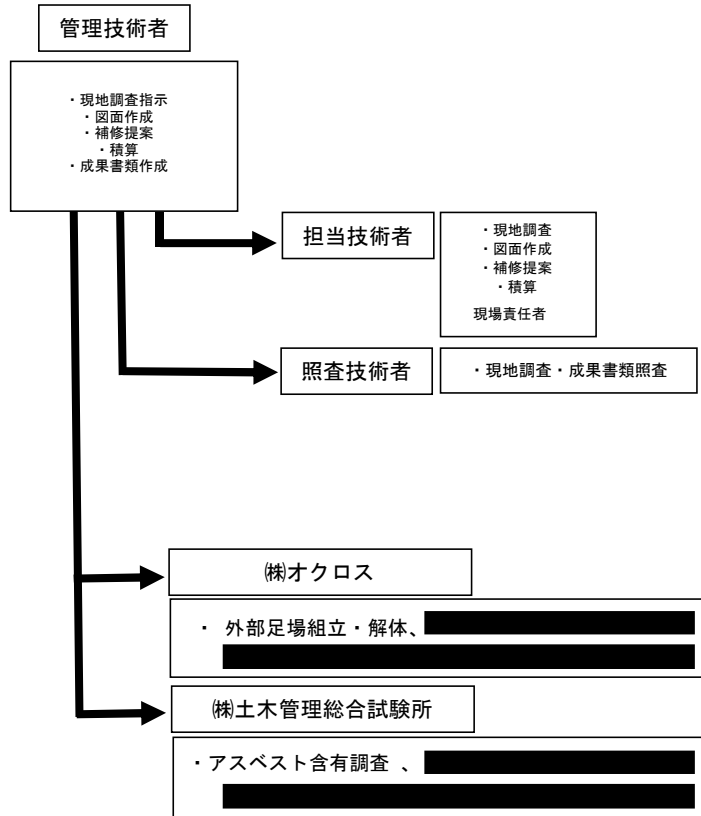 管理技術者
・現地調査指示
・図面作成
・補修提案
・積算
・成果書類作成
担当技術者
・現地調査
・図面作成
・補修提案
・積算
現場責任者
照査技術者
・現地調査・成果書類照査
㈱オクロス
・ 外部足場組立・解体、
㈱土木管理総合試験所
・アスベスト含有調査 、